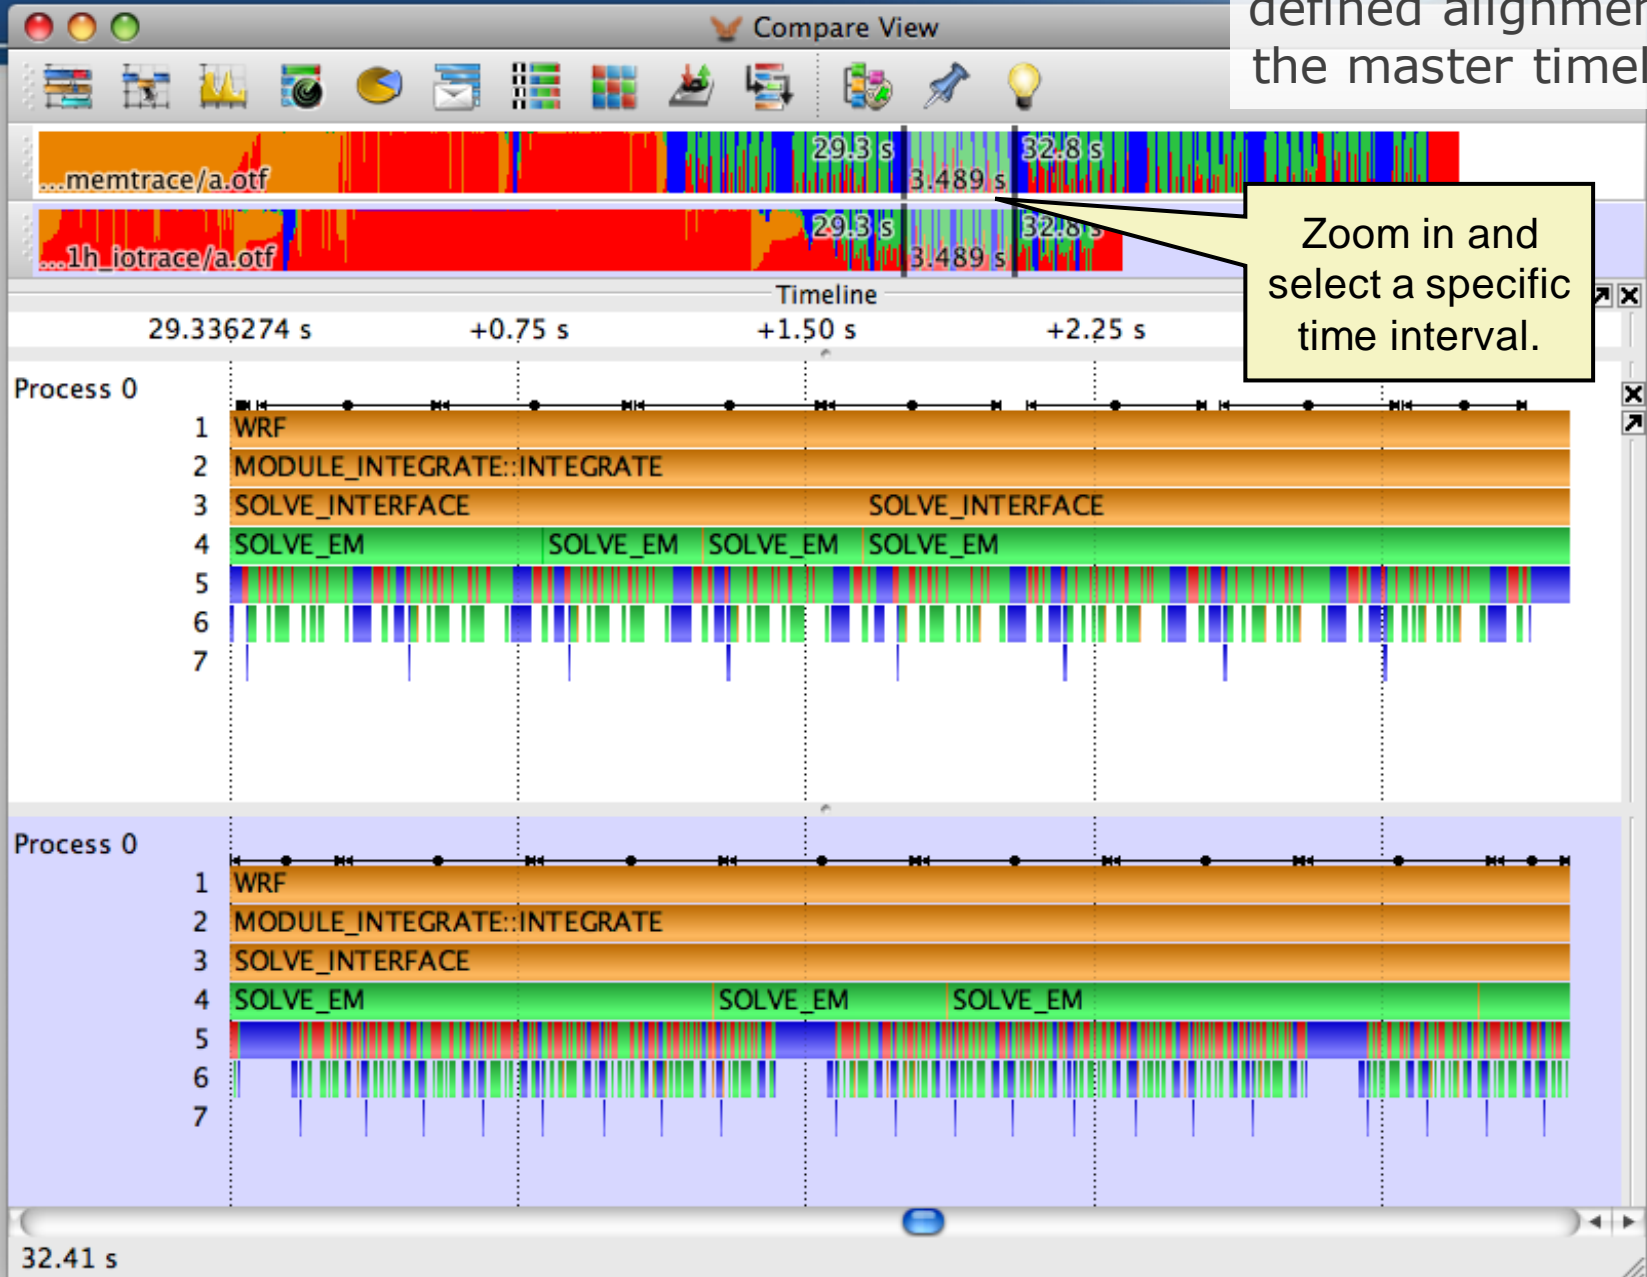 defined alignmen
the master timel
Compare View
29.3 s
32.8 s
...memtrace/a.otf
3.489 s
29.3 s
32.8 s
...1h_iotrace/a.otf
3.489 s
Zoom in and
select a specific
time interval.
Timeline
29.336274 s +0.75 s +1.50 s +2.25 s
Process 0
1 WRF
2 MODULE_INTEGRATE::INTEGRATE
3 SOLVE_INTERFACE SOLVE_INTERFACE
4 SOLVE_EM SOLVE_EM SOLVE_EM SOLVE_EM
5
6
7
Process 0
1 WRF
2 MODULE_INTEGRATE::INTEGRATE
3 SOLVE_INTERFACE
4 SOLVE_EM SOLVE_EM SOLVE_EM
5
6
7
32.41 s